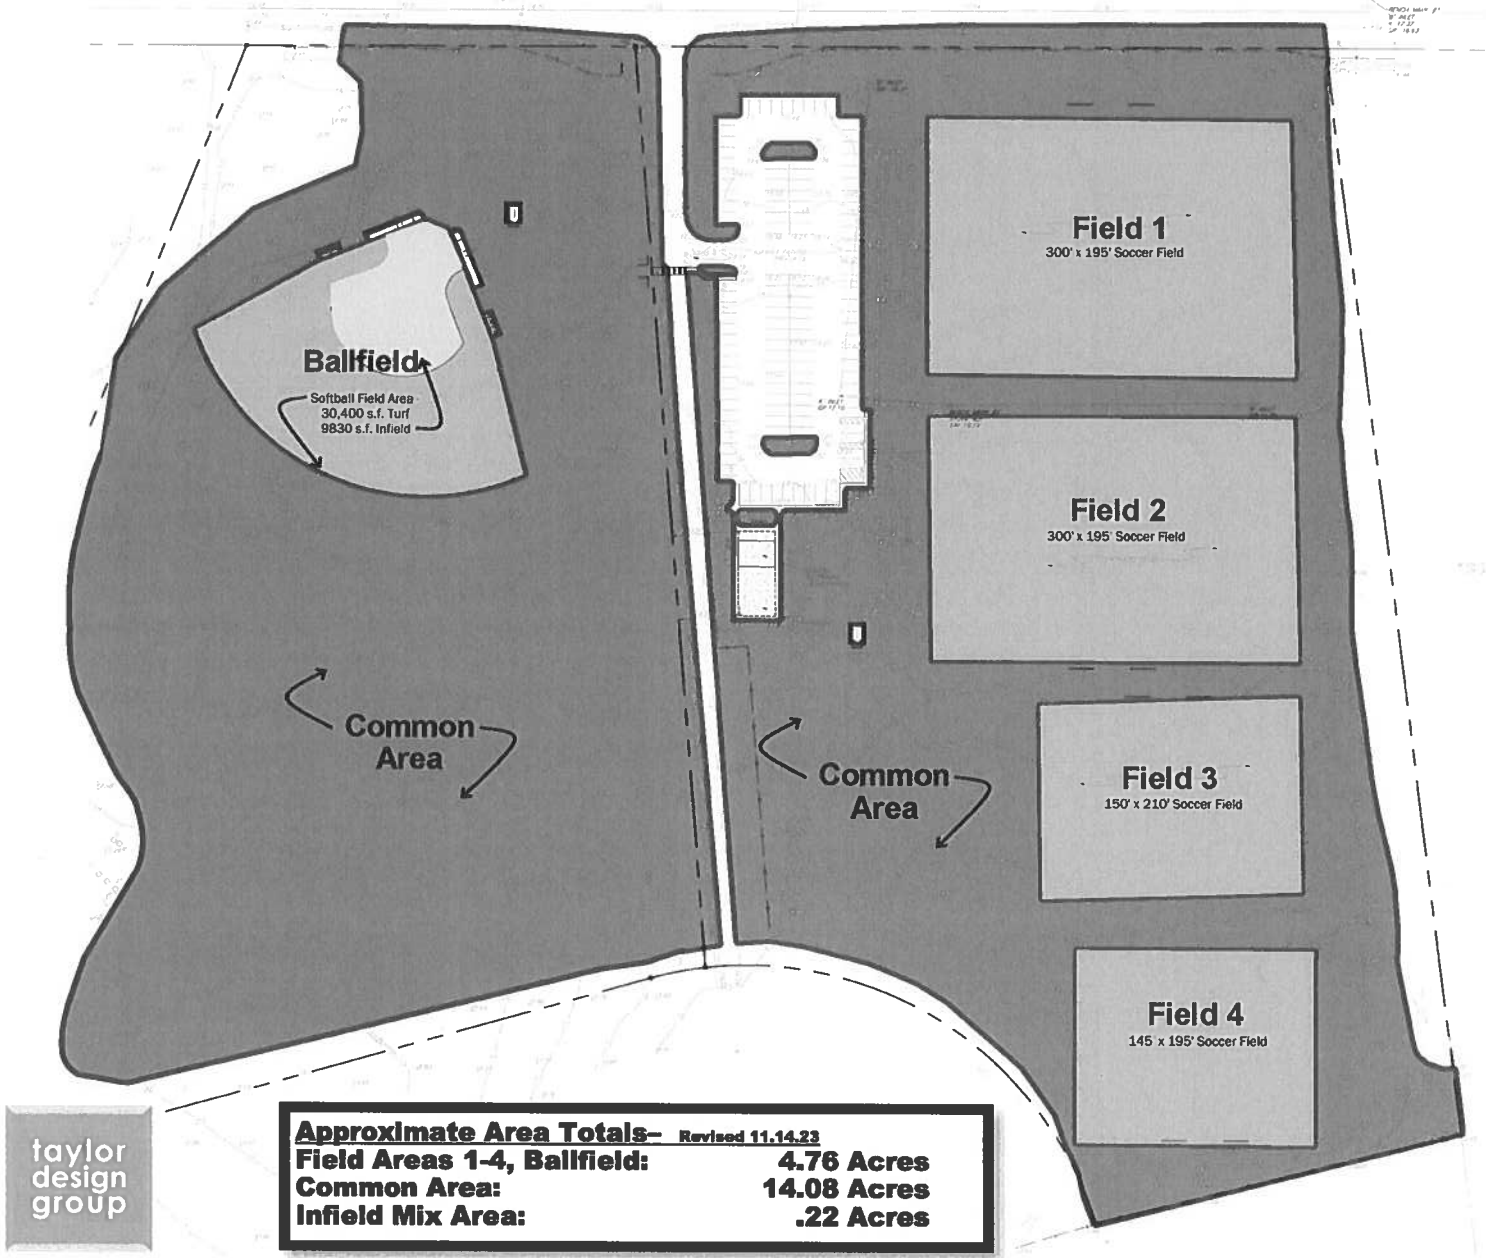 Field 1
300' x 195' Soccer Field
Ballfield
Softball Field Area
30,400 s.f. Turf
9830 s.f. Infield
Field 2
300' x 195' Soccer Field
Common
Area
Common
Area
Field 3
150' x 210' Soccer Field
Field 4
145 x 195' Soccer Field
taylor
design
group
Approximate Area Totals– Revised 11.14.23
Field Areas 1-4, Ballfield: 4.76 Acres
Common Area: 14.08 Acres
Infield Mix Area: .22 Acres